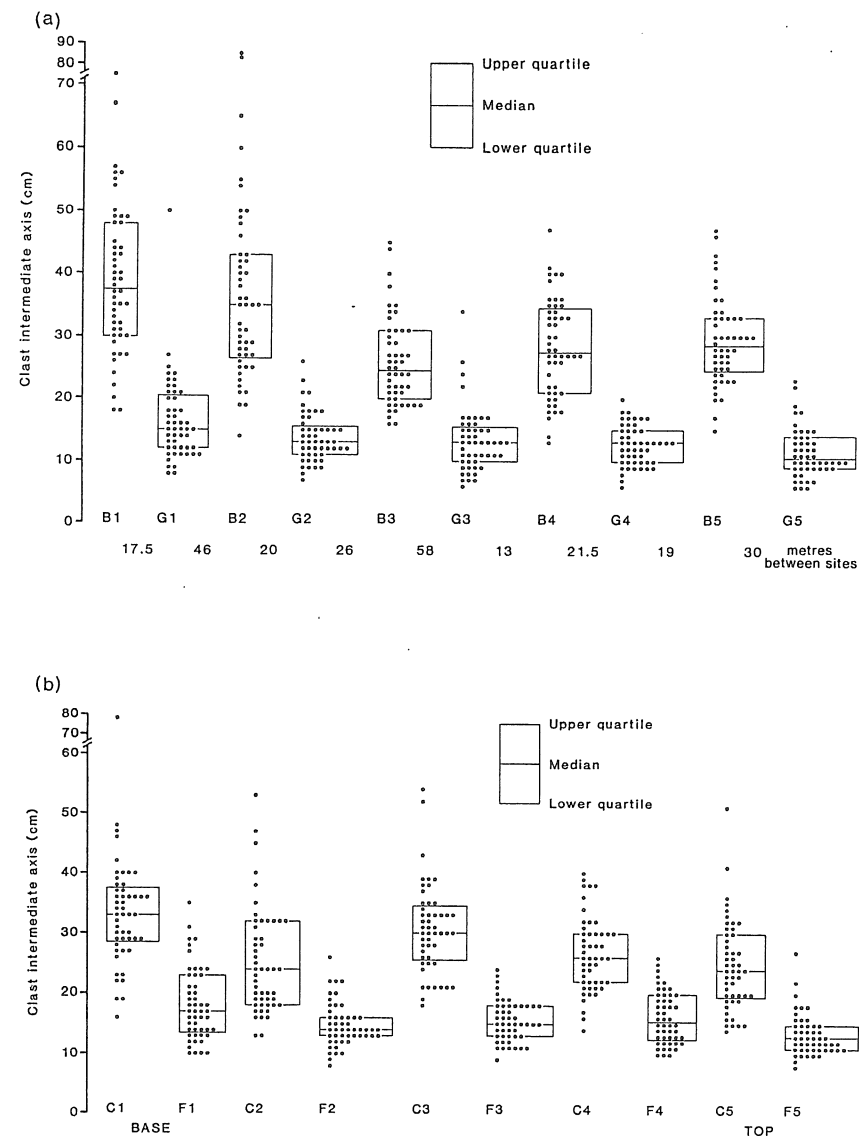 (a)
90
80
70
60
50
40
30
20
10
0
Clast intermediate axis (cm)
Upper quartile
Median
Lower quartile
B1 G1 B2 G2 B3 G3 B4 G4 B5 G5
17.5 46 20 26 58 13 21.5 19 30 metres
between sites
(b)
80
70
60
50
40
30
20
10
0
Clast intermediate axis (cm)
Upper quartile
Median
Lower quartile
C1 F1 C2 F2 C3 F3 C4 F4 C5 F5
BASE TOP